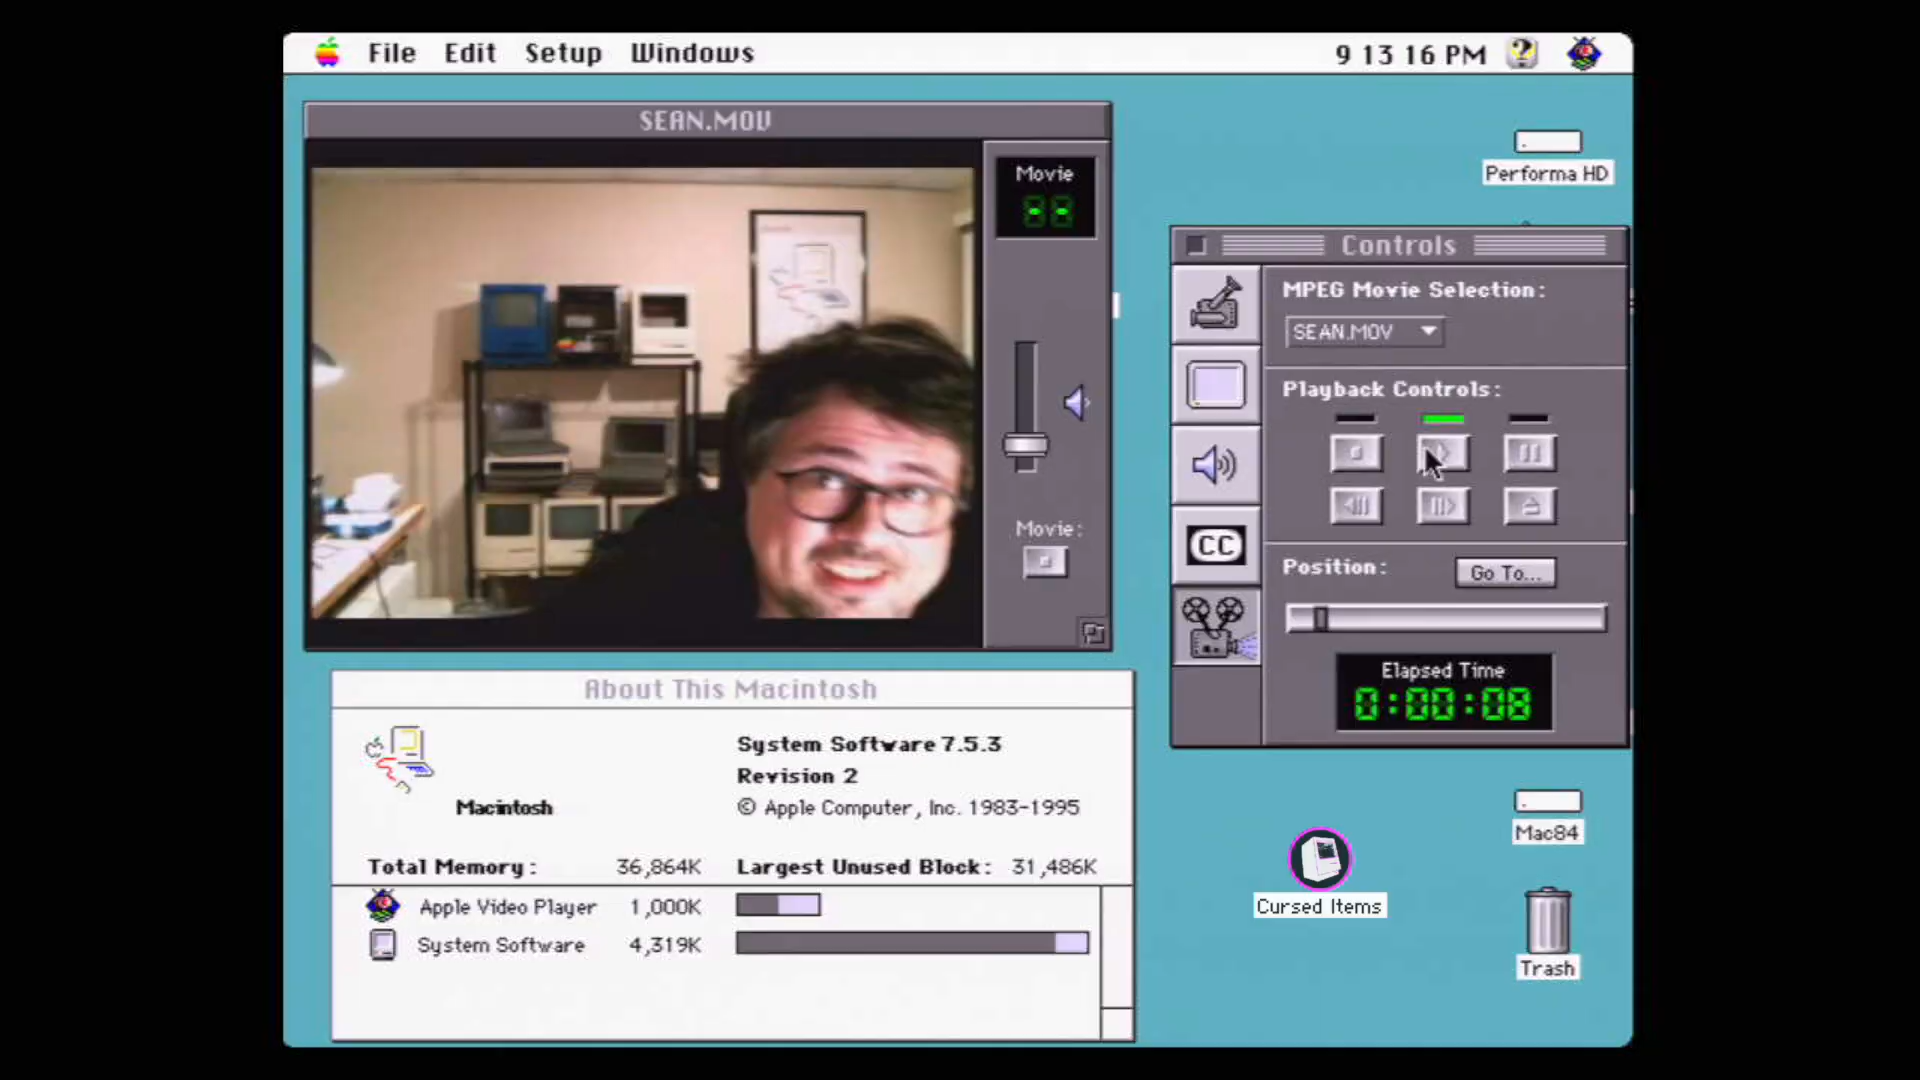 File Edit Setup Windows
9 13 16 PM
SEAN.MOV
Movie
Movie:
Performa HD
Controls
MPEG Movie Selection:
SEAN.MOV
Playback Controls:
CC
Position:
Go To...
Elapsed Time
0:00:08
About This Macintosh
System Software 7.5.3
Revision 2
Macintosh
© Apple Computer, Inc. 1983-1995
Total Memory: 36,864K
Largest Unused Block: 31,486K
Apple Video Player 1,000K
System Software 4,319K
Mac84
Cursed Items
Trash